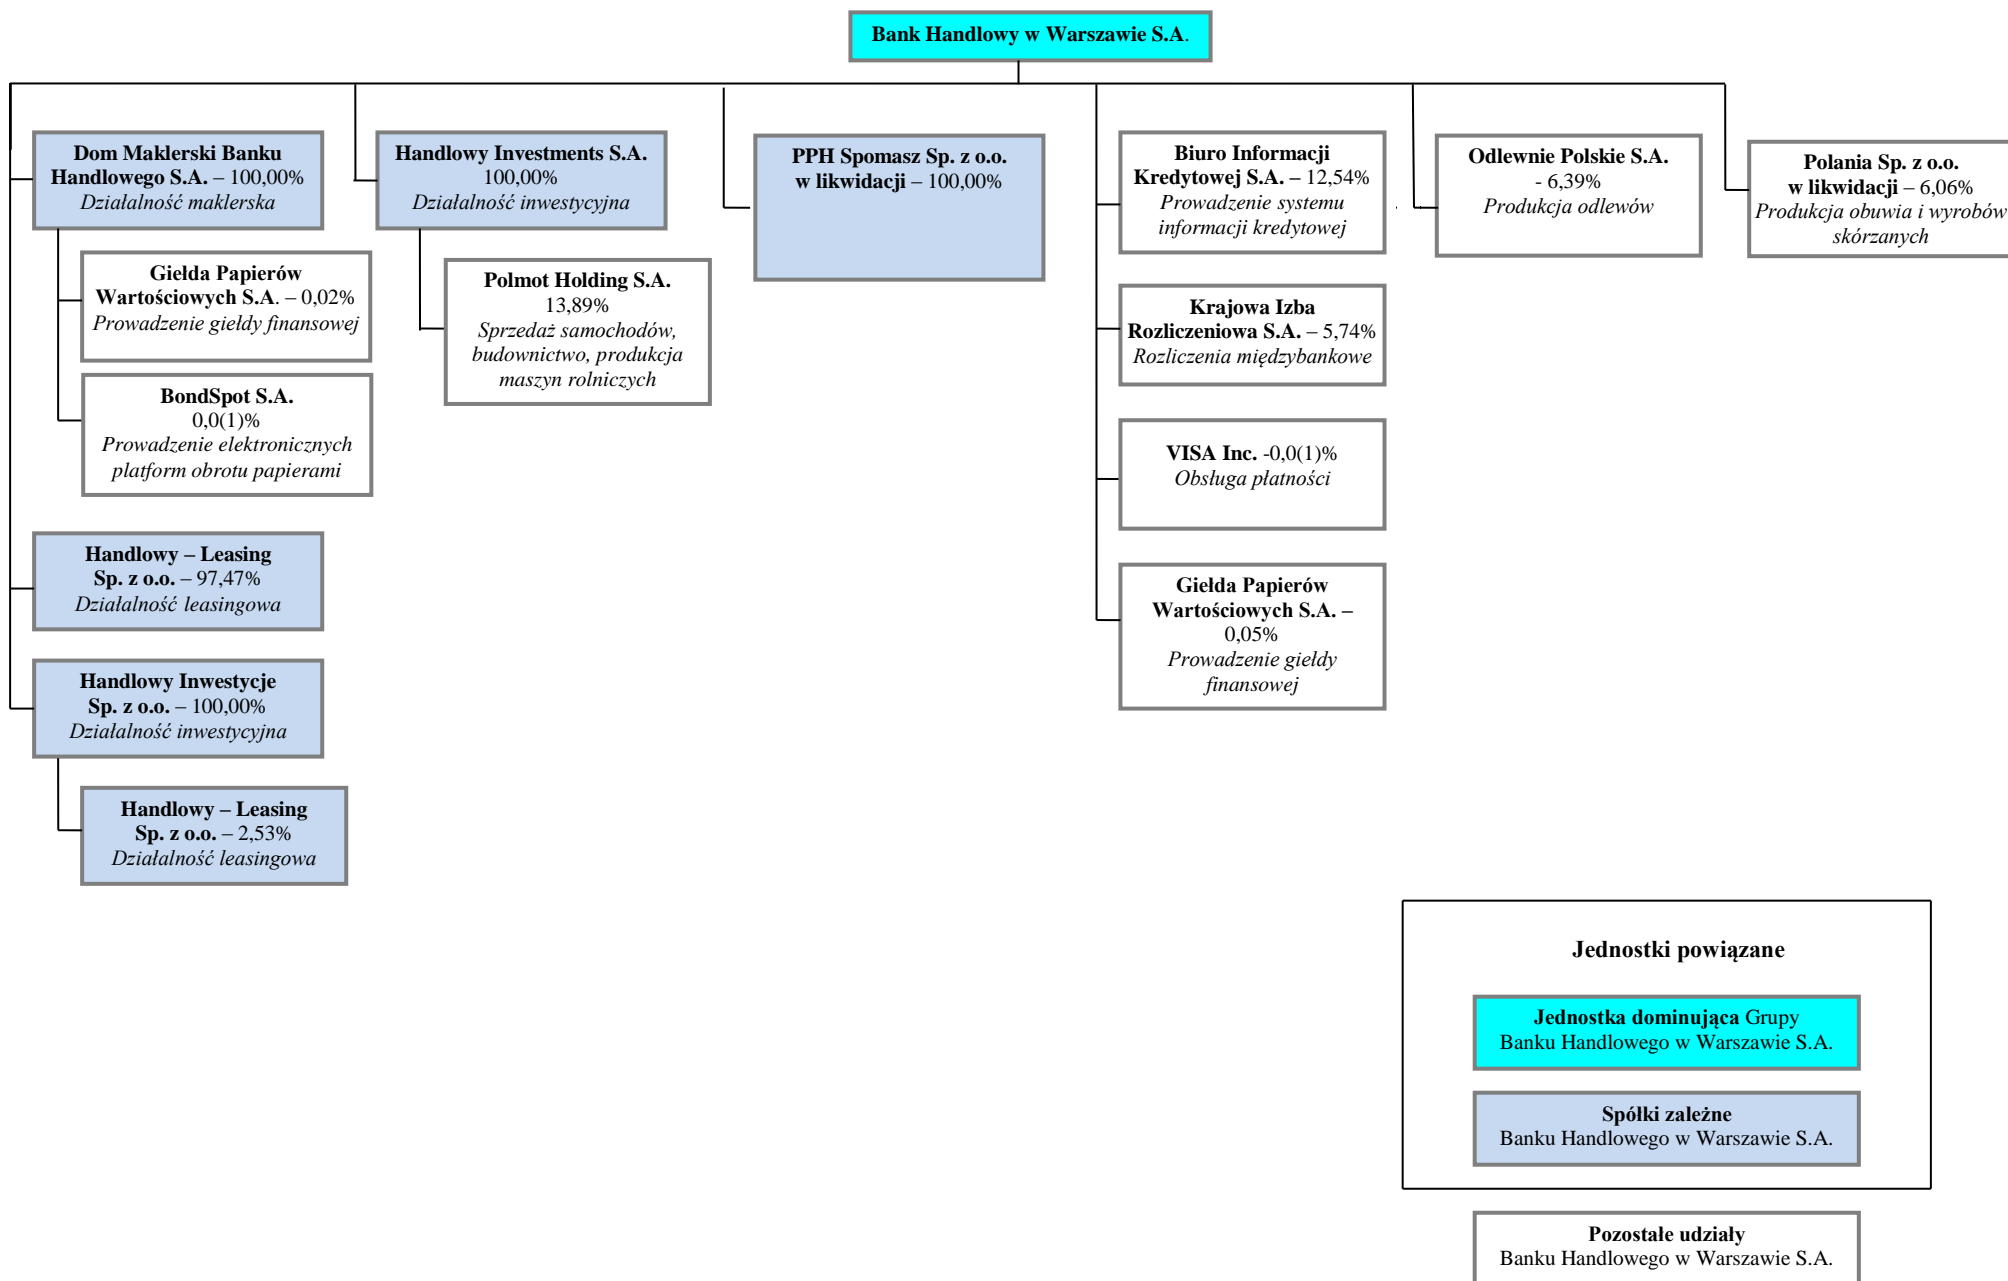 Bank Handlowy w Warszawie S.A.
Dom Maklerski Banku
Handlowego S.A. – 100,00%
Działalność maklerska
Giełda Papierów
Wartościowych S.A. – 0,02%
Prowadzenie giełdy finansowej
BondSpot S.A.
0,0(1)%
Prowadzenie elektronicznych
platform obrotu papierami
Handlowy – Leasing
Sp. z o.o. – 97,47%
Działalność leasingowa
Handlowy Inwestycje
Sp. z o.o. – 100,00%
Działalność inwestycyjna
Handlowy – Leasing
Sp. z o.o. – 2,53%
Działalność leasingowa
Handlowy Investments S.A.
100,00%
Działalność inwestycyjna
Polmot Holding S.A.
13,89%
Sprzedaż samochodów,
budownictwo, produkcja
maszyn rolniczych
PPH Spomasz Sp. z o.o.
w likwidacji – 100,00%
Biuro Informacji
Kredytowej S.A. – 12,54%
Prowadzenie systemu
informacji kredytowej
Krajowa Izba
Rozliczeniowa S.A. – 5,74%
Rozliczenia międzybankowe
VISA Inc. -0,0(1)%
Obsługa płatności
Giełda Papierów
Wartościowych S.A. –
0,05%
Prowadzenie giełdy
finansowej
Odlewnie Polskie S.A.
- 6,39%
Produkcja odlewów
Polania Sp. z o.o.
w likwidacji – 6,06%
Produkcja obuwia i wyrobów
skórzanych
Jednostki powiązane
Jednostka dominująca Grupy
Banku Handlowego w Warszawie S.A.
Spółki zależne
Banku Handlowego w Warszawie S.A.
Pozostałe udziały
Banku Handlowego w Warszawie S.A.